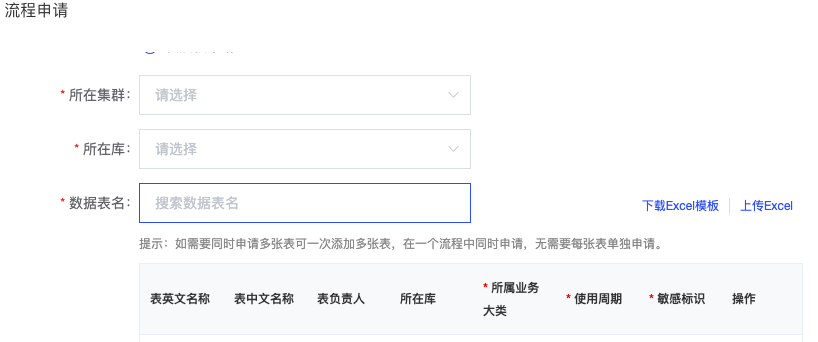 流程申请
* 所在集群： 请选择
* 所在库： 请选择
* 数据表名： 搜索数据表名 下载Excel模板 上传Excel
提示：如需要同时申请多张表可一次添加多张表，在一个流程中同时申请，无需要每张表单独申请。
表英文名称 表中文名称 表负责人 所在库 * 所属业务大类 * 使用周期 * 敏感标识 操作